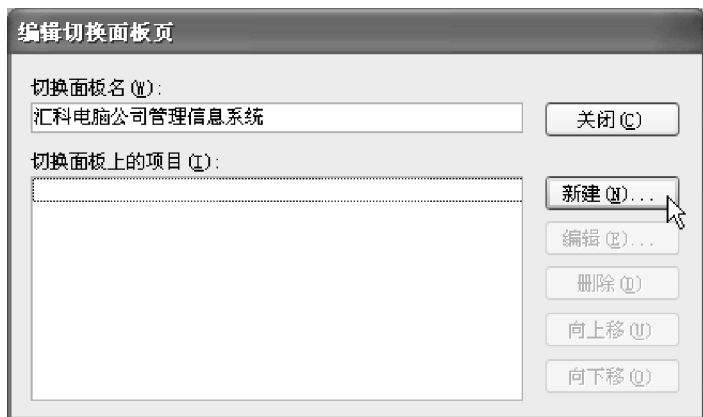 编辑切换面板页
切换面板名(W):
汇科电脑公司管理信息系统
关闭(C)
切换面板上的项目(I):
新建(N)...
编辑(E)...
删除(D)
向上移(U)
向下移(O)